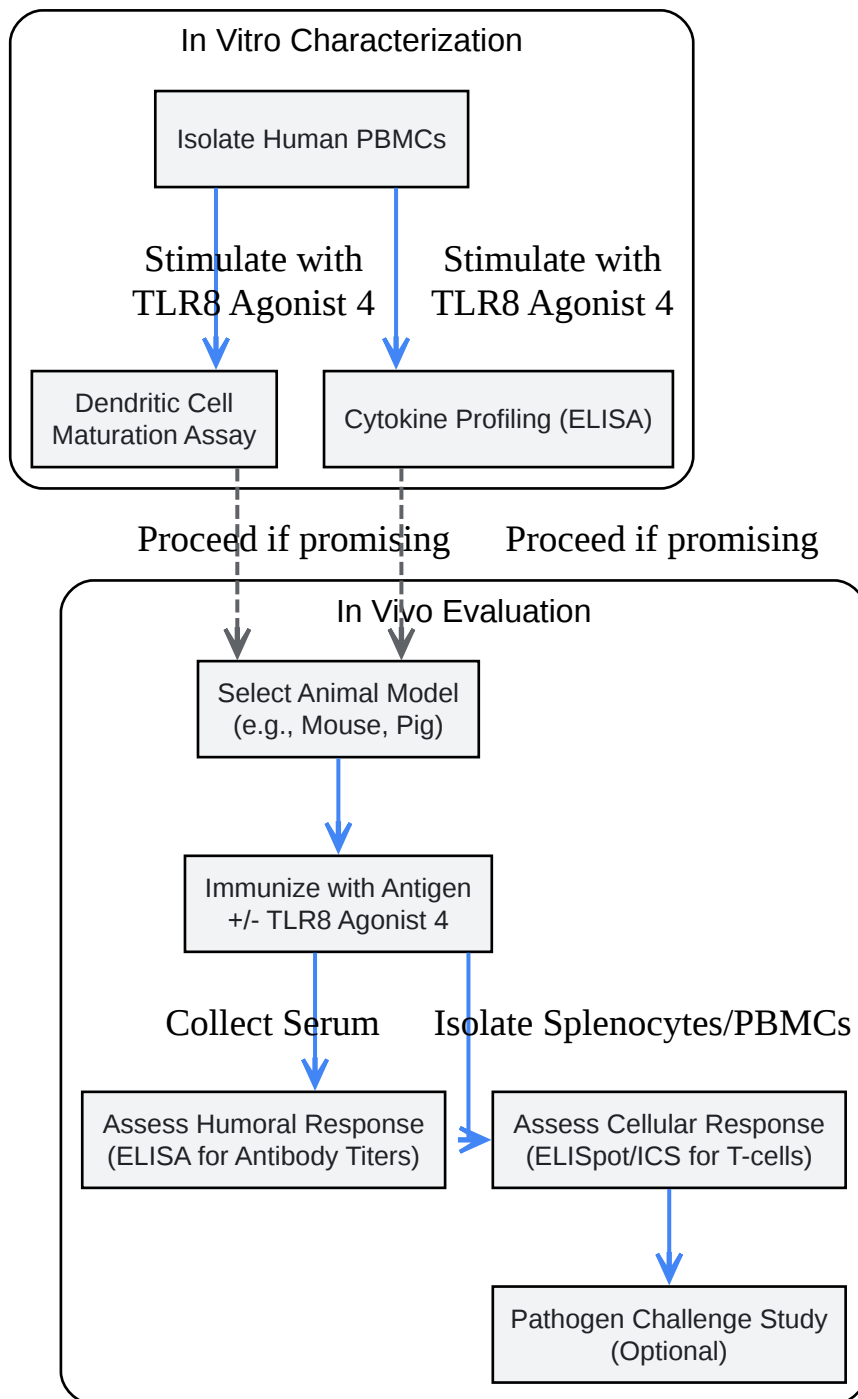 In Vitro Characterization
Isolate Human PBMCs
Stimulate with
TLR8 Agonist 4
Stimulate with
TLR8 Agonist 4
Dendritic Cell
Maturation Assay
Cytokine Profiling (ELISA)
Proceed if promising
Proceed if promising
In Vivo Evaluation
Select Animal Model
(e.g., Mouse, Pig)
Immunize with Antigen
+/- TLR8 Agonist 4
Collect Serum
Isolate Splenocytes/PBMCs
Assess Humoral Response
(ELISA for Antibody Titers)
Assess Cellular Response
(ELISpot/ICS for T-cells)
Pathogen Challenge Study
(Optional)